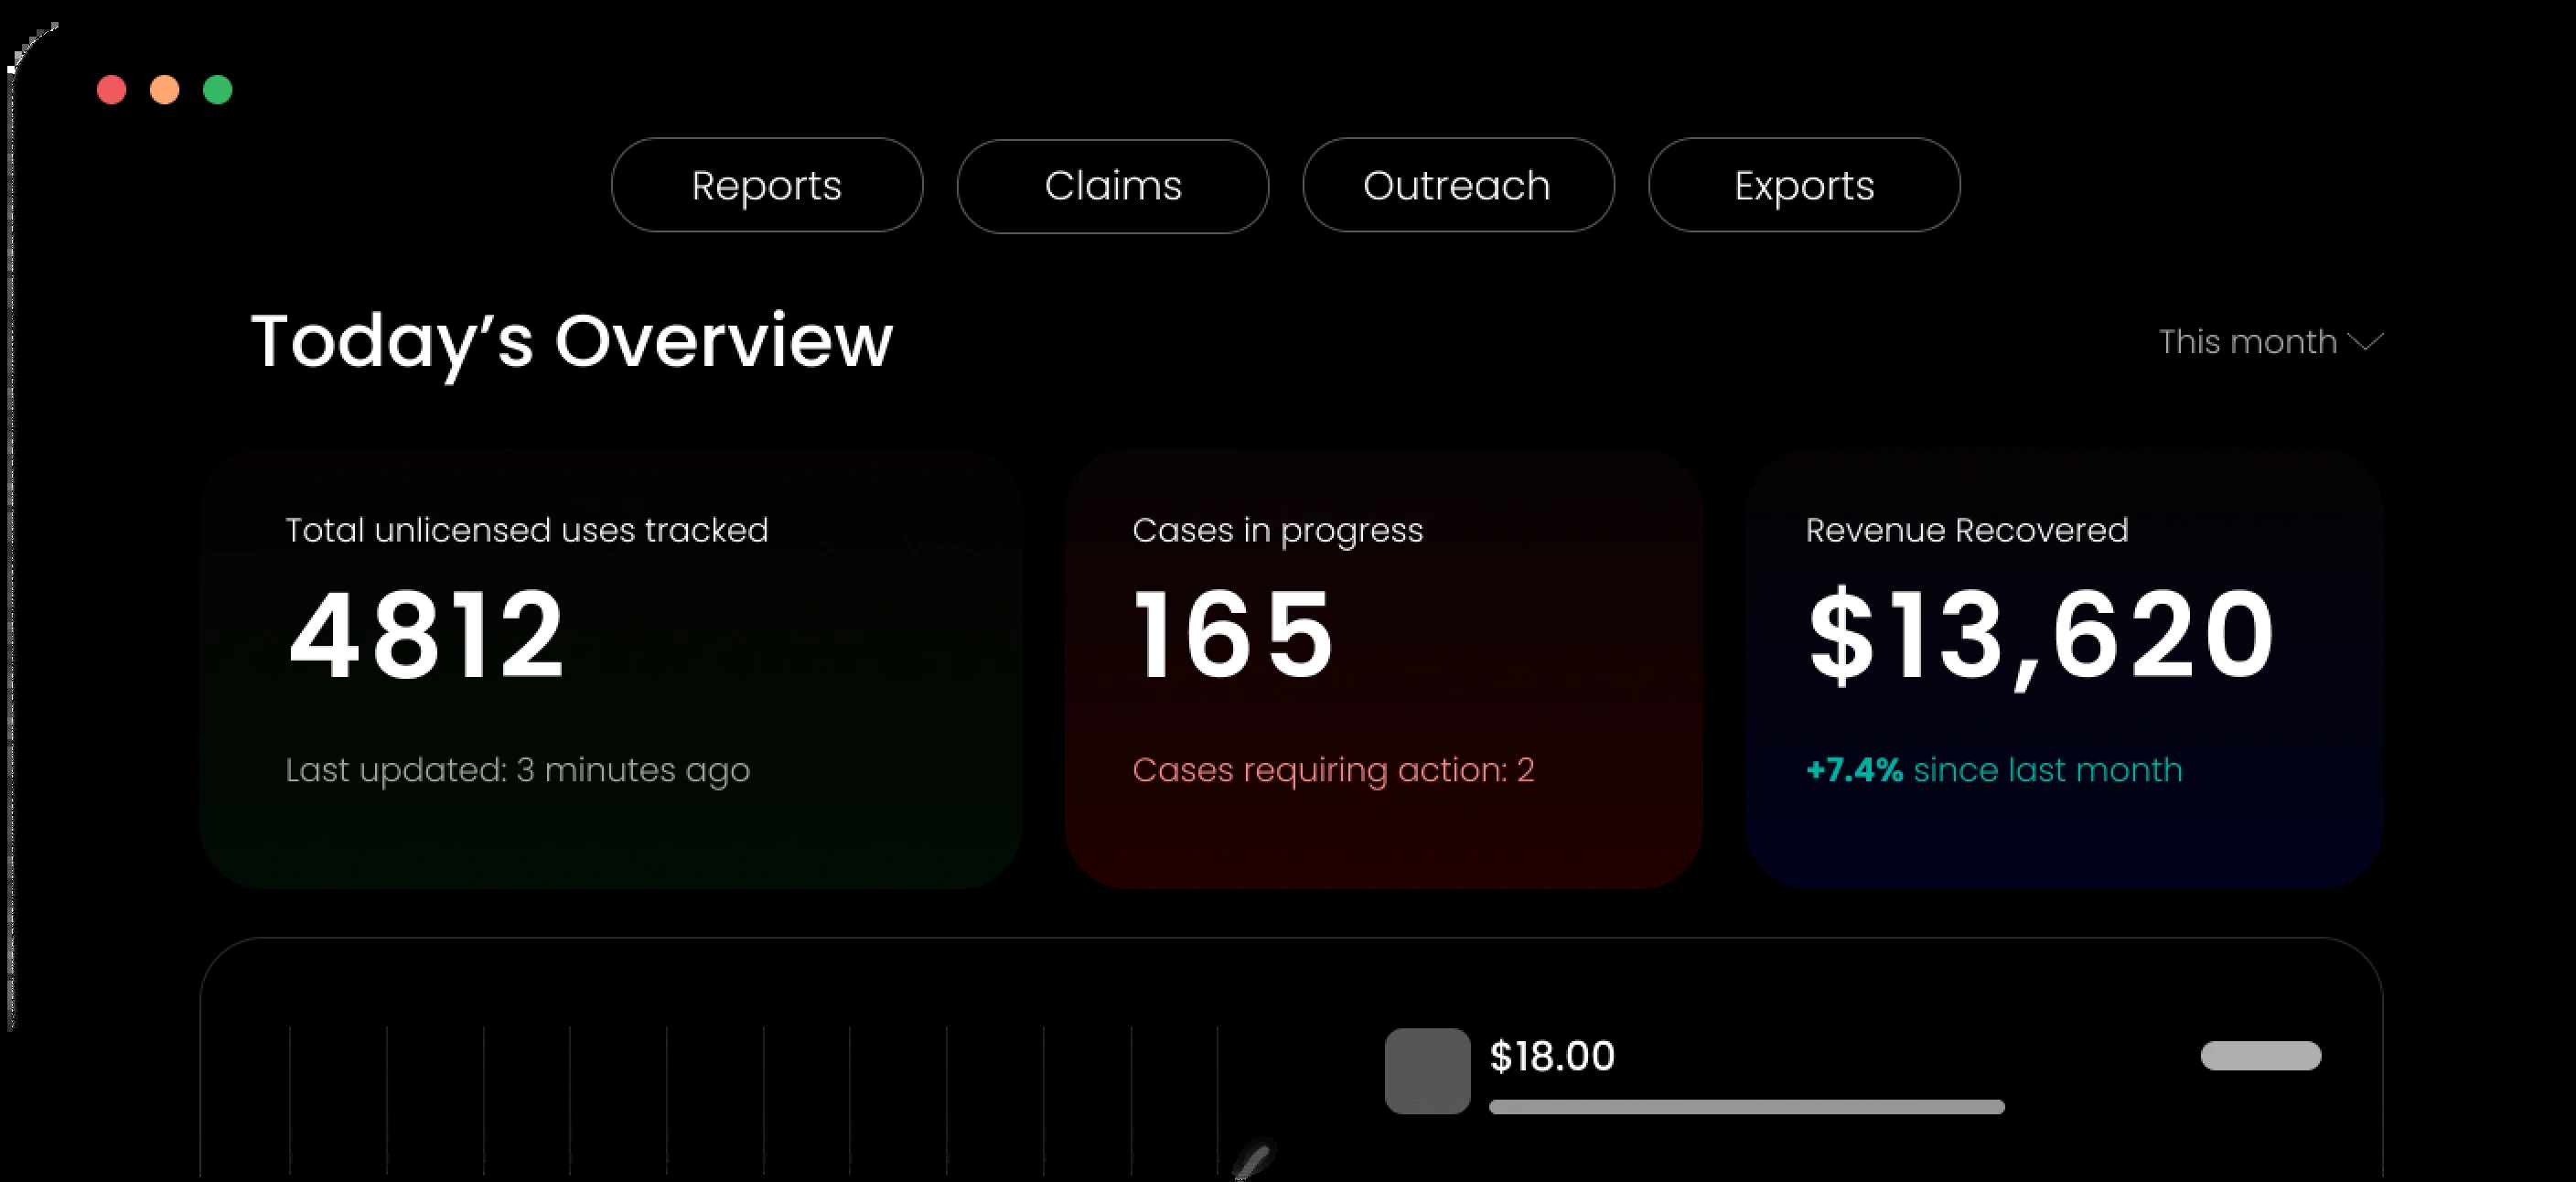 Reports
Claims
Outreach
Exports
Today’s Overview
This month
Total unlicensed uses tracked
4812
Last updated: 3 minutes ago
Cases in progress
165
Cases requiring action: 2
Revenue Recovered
$13,620
+7.4% since last month
$18.00